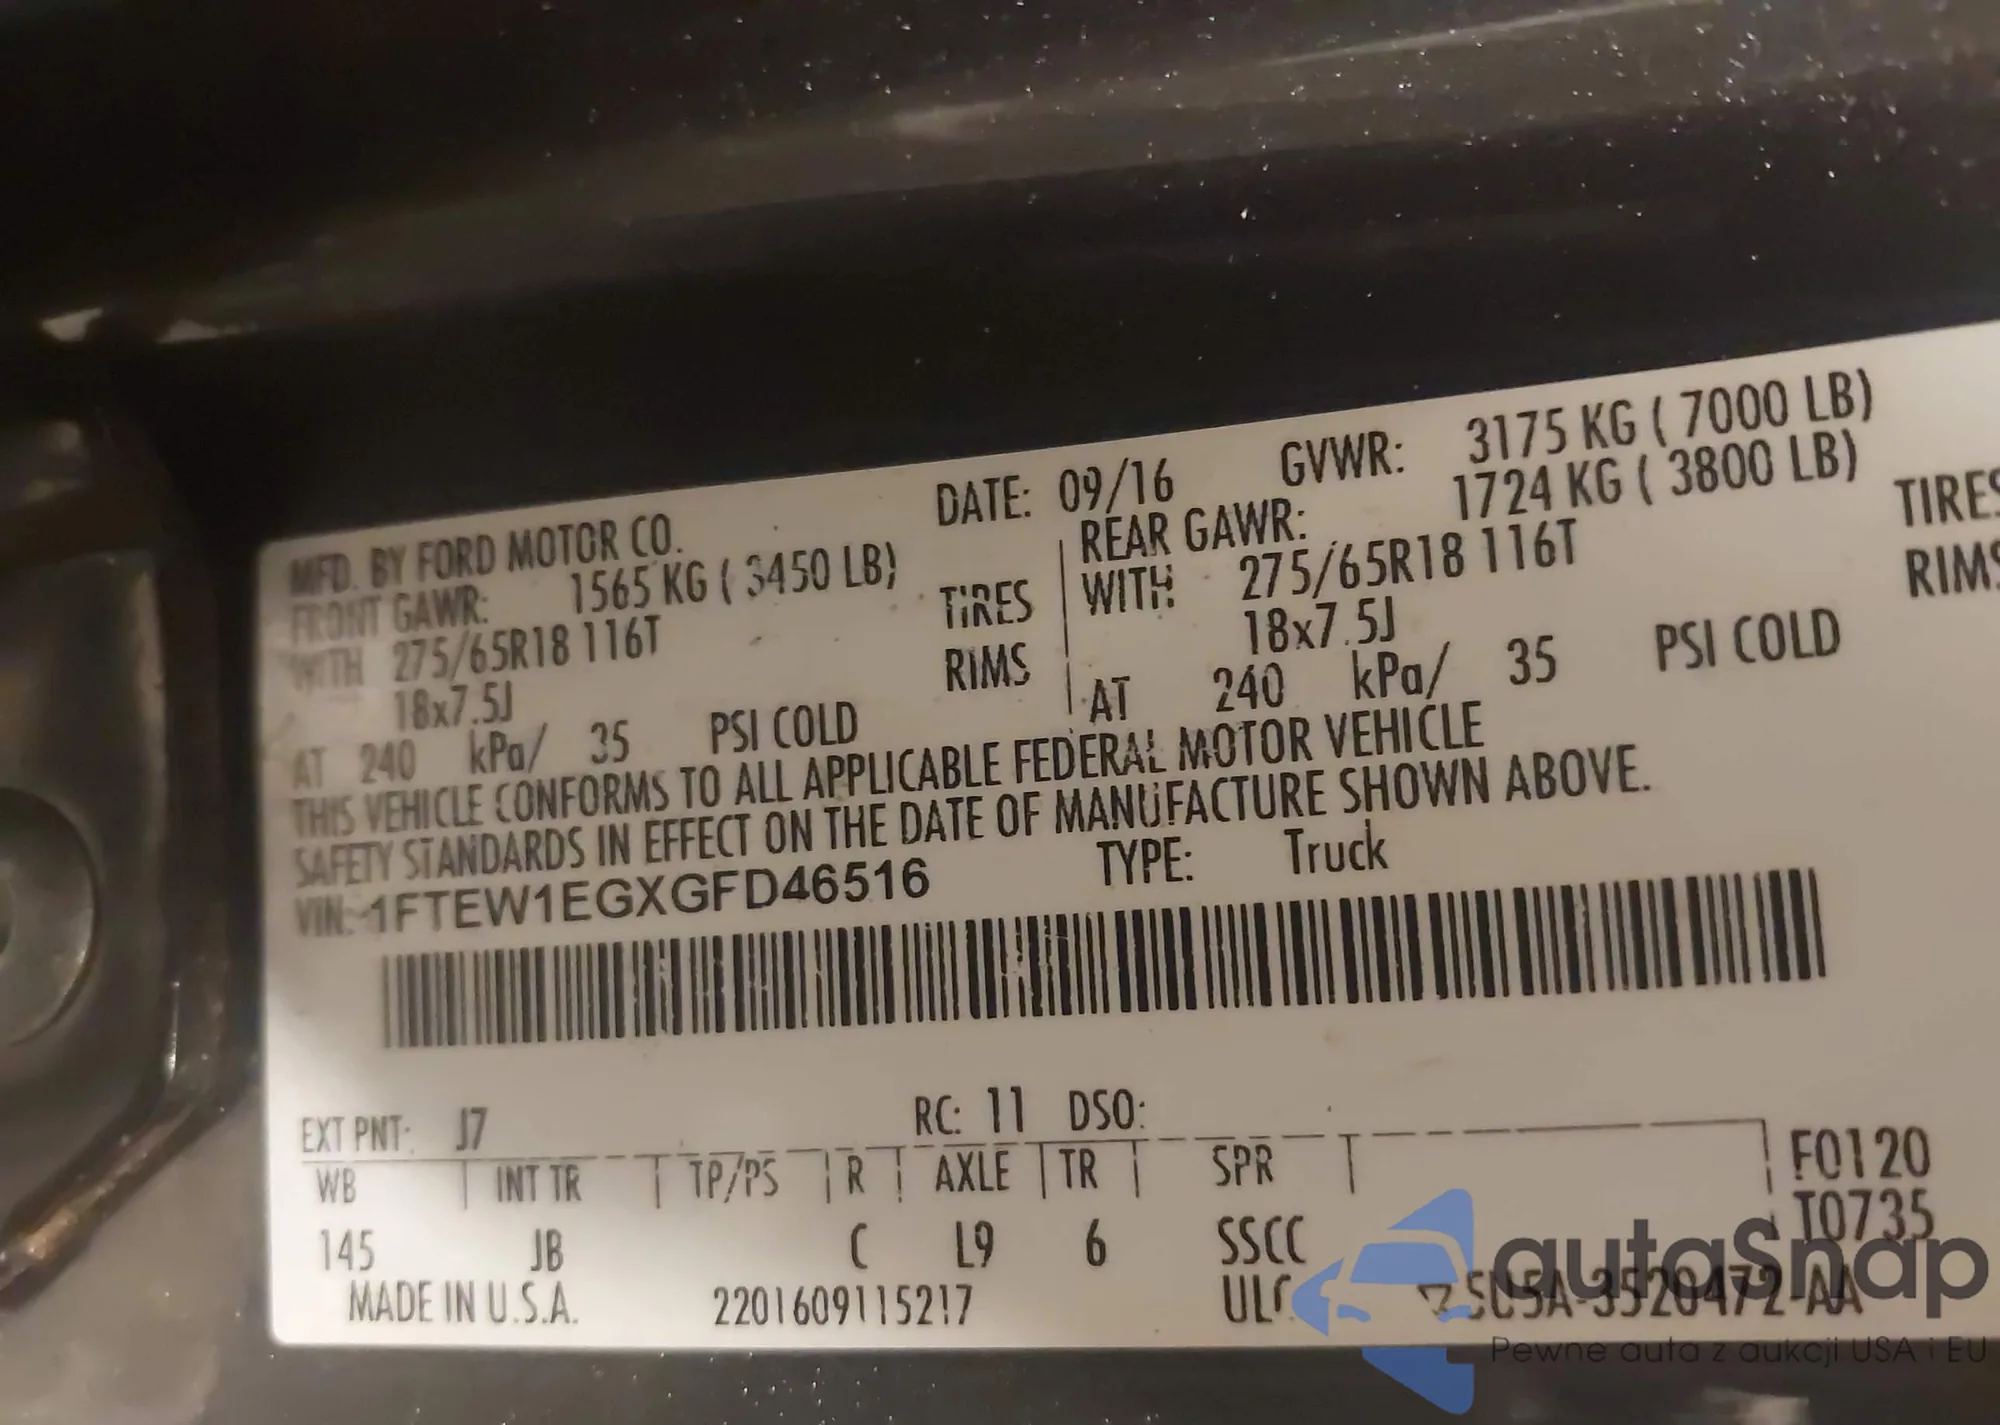 MFD. BY FORD MOTOR CO. DATE: 09/16 GVWR: 3175 KG ( 7000 LB)
FRONT GAWR: 1565 KG ( 3450 LB) REAR GAWR: 1724 KG ( 3800 LB)
WITH 275/65R18 116T TIRES WITH 275/65R18 116T TIRES
18x7.5J RIMS 18x7.5J RIMS
AT 240 kPa/ 35 PSI COLD AT 240 kPa/ 35 PSI COLD
THIS VEHICLE CONFORMS TO ALL APPLICABLE FEDERAL MOTOR VEHICLE
SAFETY STANDARDS IN EFFECT ON THE DATE OF MANUFACTURE SHOWN ABOVE.
VIN: 1FTEW1EGXGFD46516 TYPE: Truck
EXT PNT: J7 RC: 11 DSO:
WB INT TR TP/PS R AXLE TR SPR F0120
145 JB C L9 6 SSCC T0735
MADE IN U.S.A. 2201609115217 5U5A-3520472-AA
autoSnap
Pewne auta z aukcji USA i EU